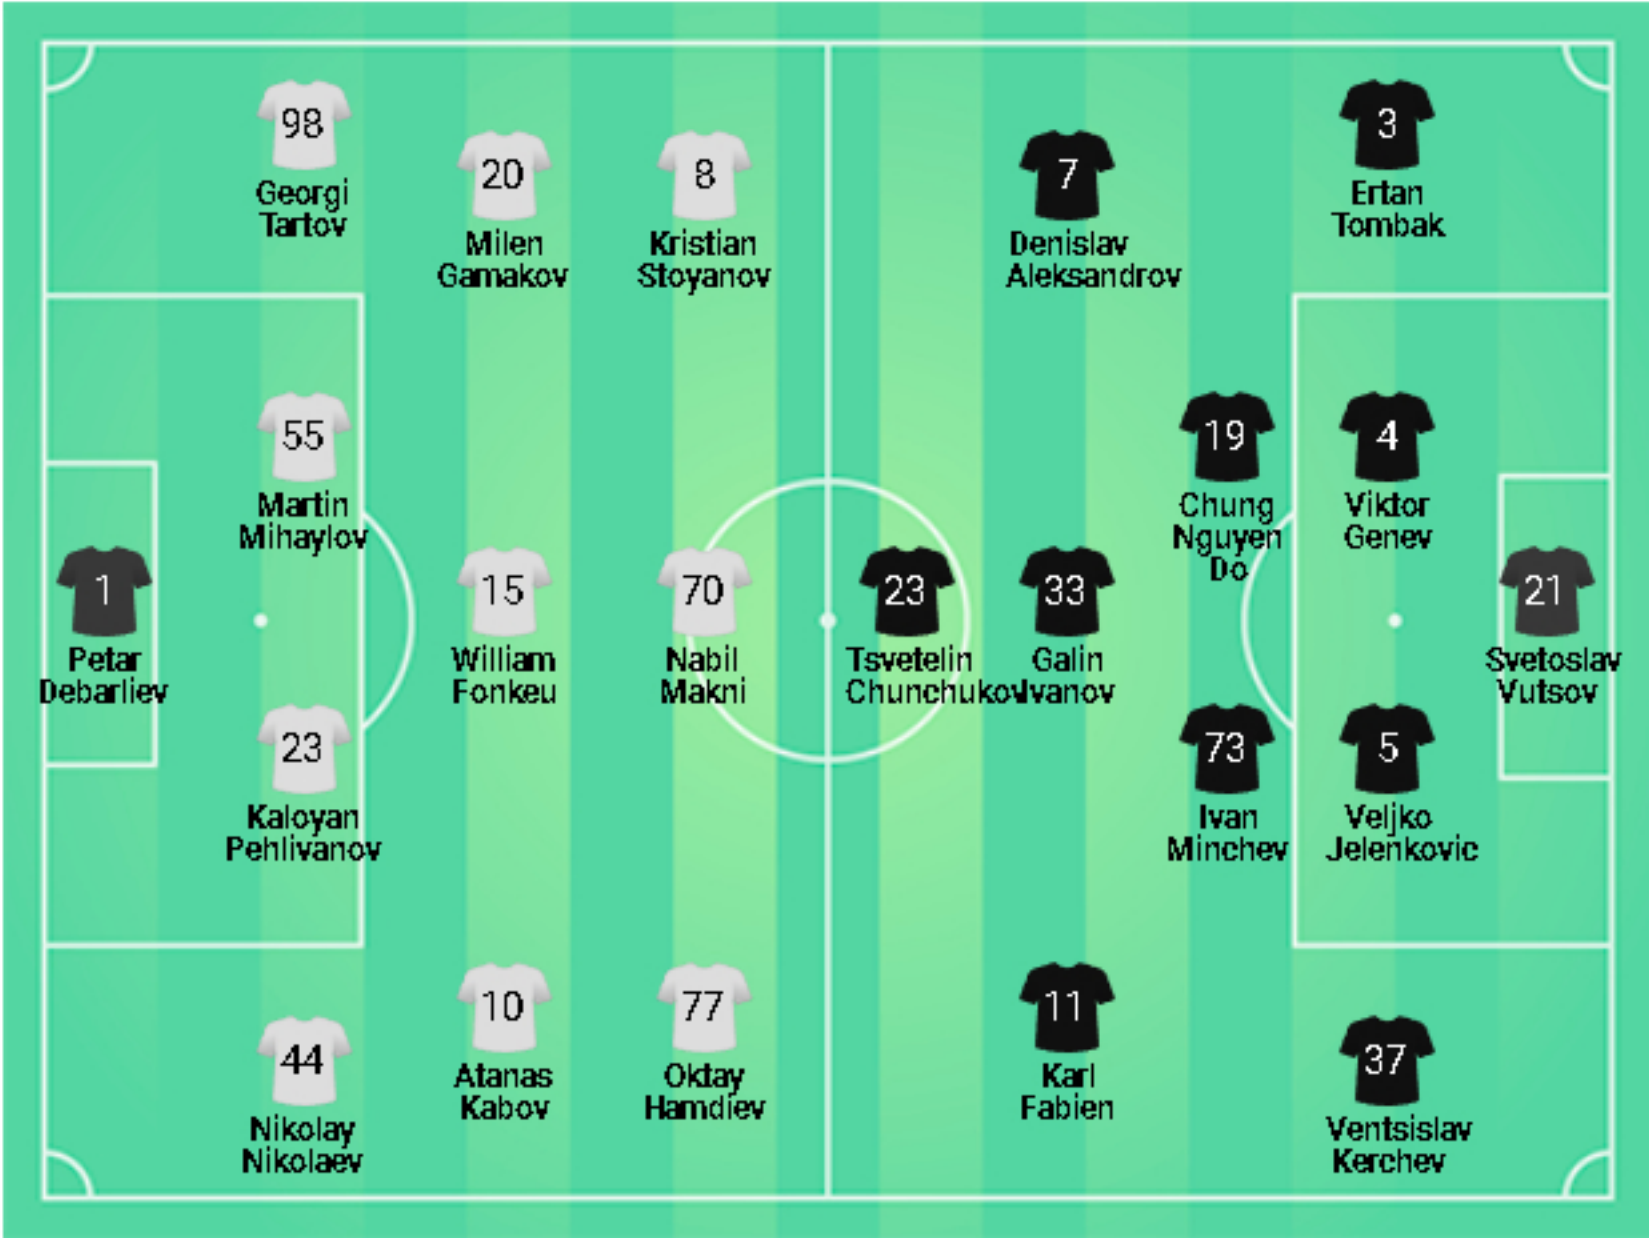 98
Georgi
Tartov
20
Milen
Gamakov
8
Kristian
Stoyanov
7
Denislav
Aleksandrov
3
Ertan
Tombak
55
Martin
Mihaylov
19
Chung
Nguyen
Do
4
Viktor
Genev
1
Petar
Debarliev
15
William
Fonkeu
70
Nabil
Makni
23
Tsvetelin
Chunchukov
33
Galin
Ivanov
21
Svetoslav
Vutsov
23
Kaloyan
Pehlivanov
73
Ivan
Minchev
5
Veljko
Jelenkovic
44
Nikolay
Nikolaev
10
Atanas
Kabov
77
Oktay
Hamdiev
11
Karl
Fabien
37
Ventsislav
Kerchev